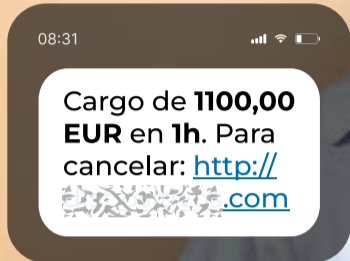 08:31
Cargo de 1100,00
EUR en 1h. Para
cancelar: http://
.com